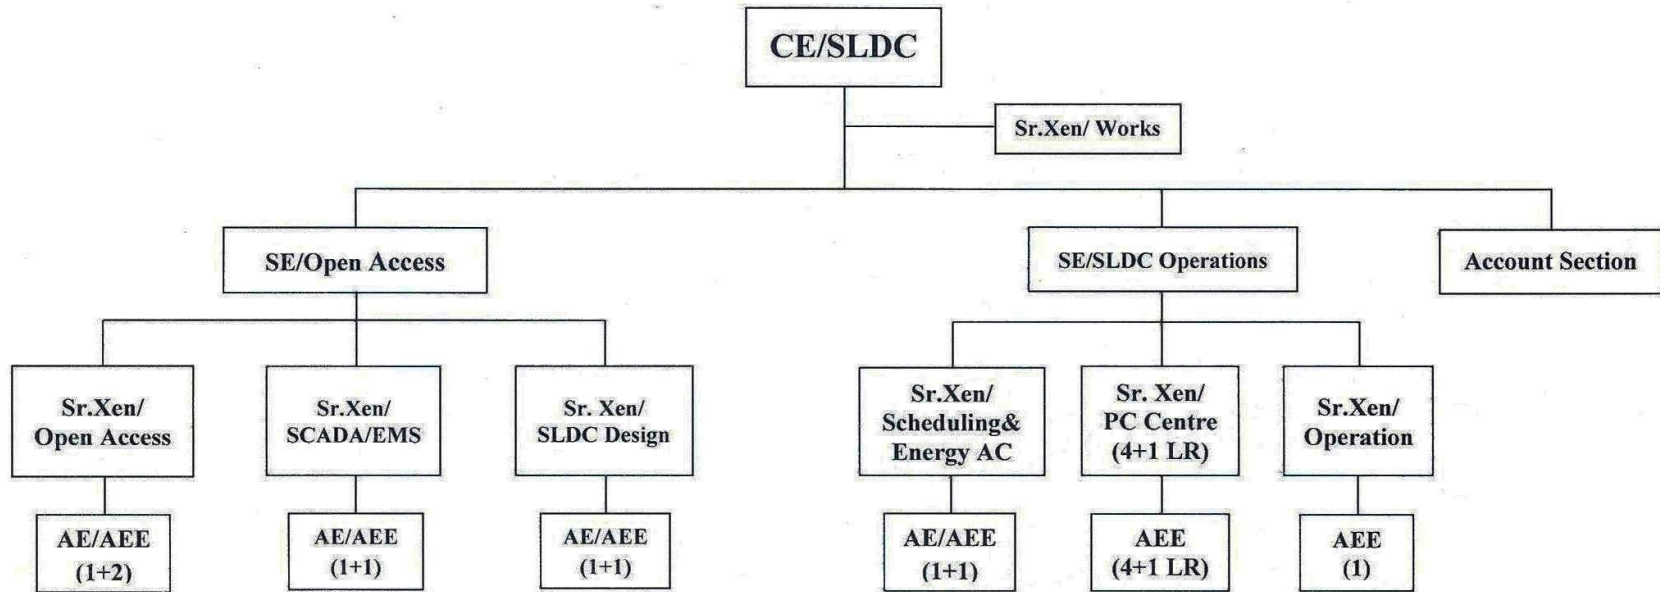 CE/SLDC
Sr.Xen/ Works
SE/Open Access
SE/SLDC Operations
Account Section
Sr.Xen/
Open Access
Sr.Xen/
SCADA/EMS
Sr. Xen/
SLDC Design
Sr.Xen/
Scheduling&
Energy AC
Sr. Xen/
PC Centre
(4+1 LR)
Sr.Xen/
Operation
AE/AEE
(1+2)
AE/AEE
(1+1)
AE/AEE
(1+1)
AE/AEE
(1+1)
AEE
(4+1 LR)
AEE
(1)